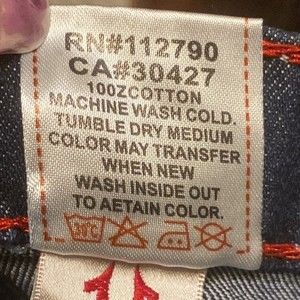 RN#112790
CA#30427
100ZCOTTON
MACHINE WASH COLD.
TUMBLE DRY MEDIUM
COLOR MAY TRANSFER
WHEN NEW
WASH INSIDE OUT
TO AETAIN COLOR.